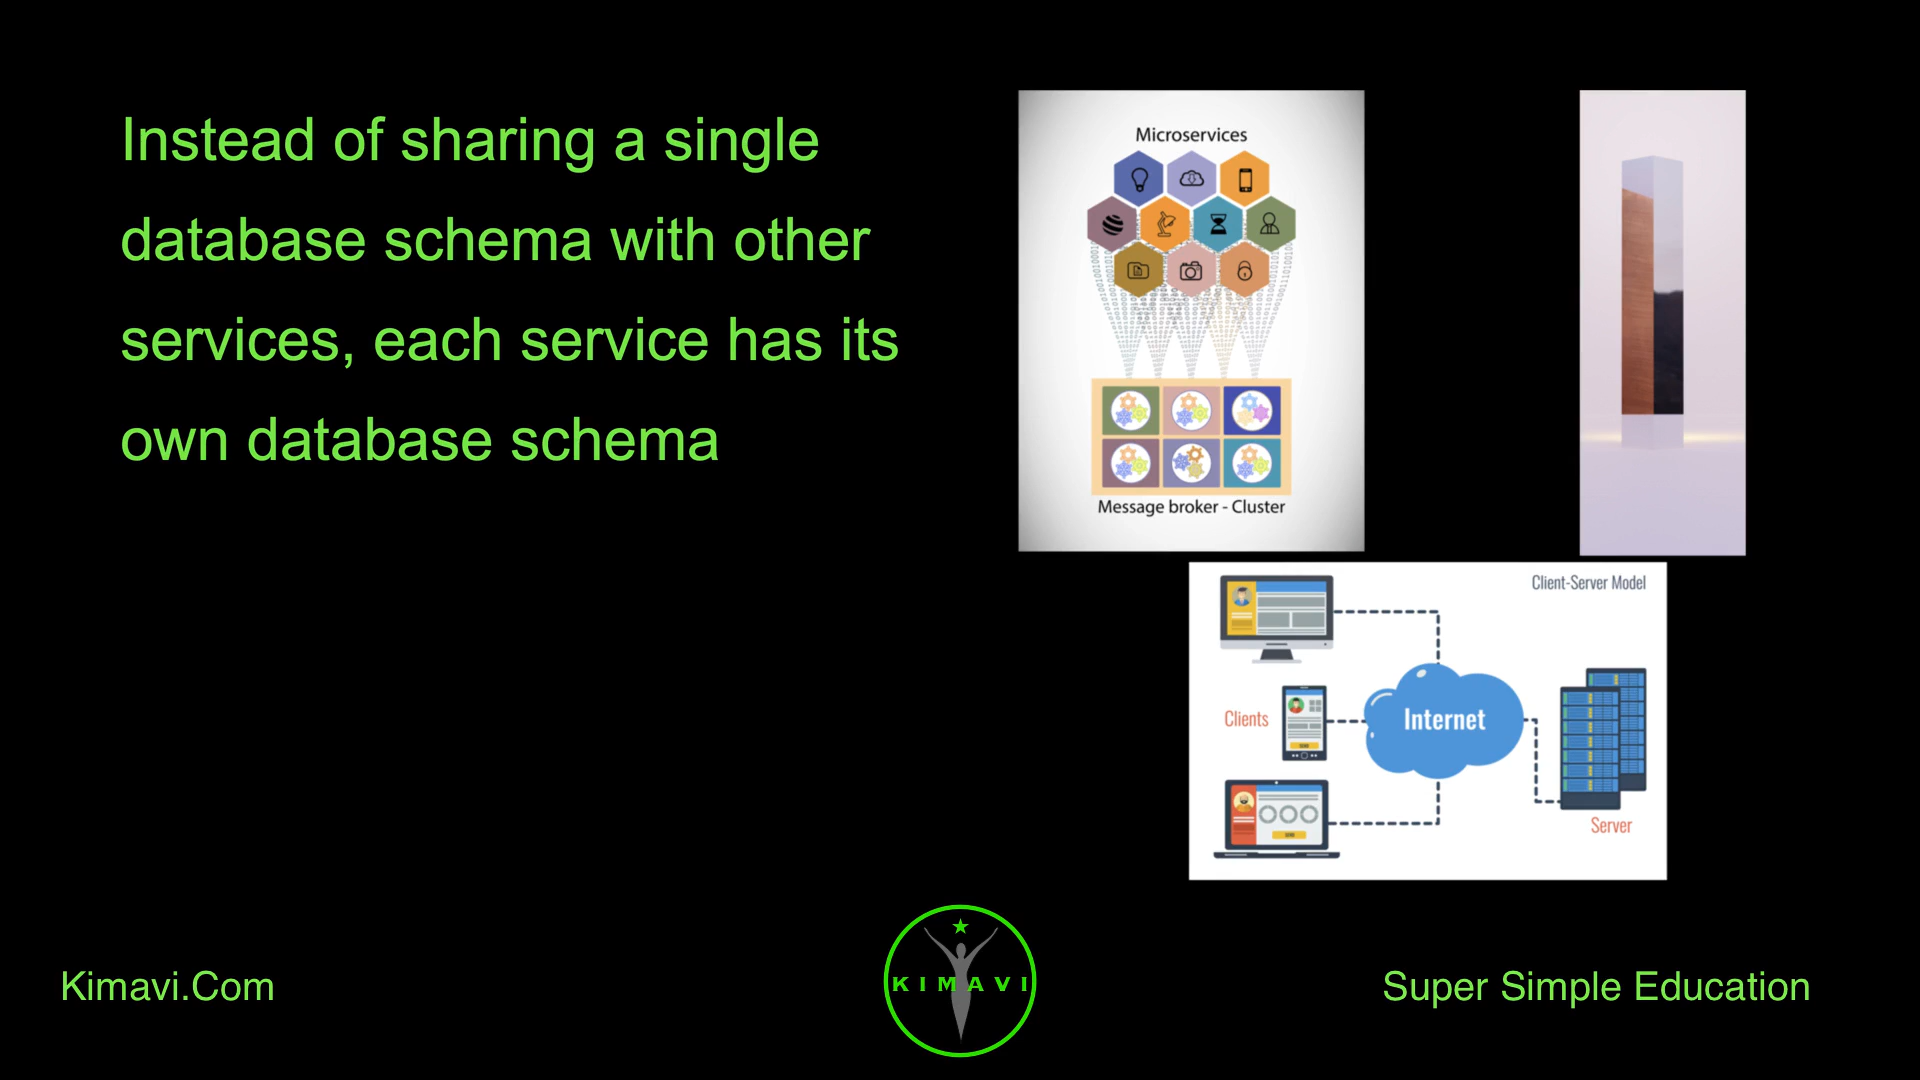 Instead of sharing a single
database schema with other
services, each service has its
own database schema
Microservices
Message broker - Cluster
Client-Server Model
Clients
Internet
Server
Kimavi.Com
KIMAVI
Super Simple Education